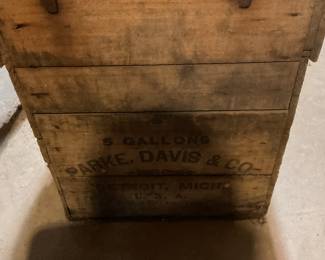 5 GALLONS
PARKE, DAVIS & CO
DETROIT, MICH.
U.S.A.